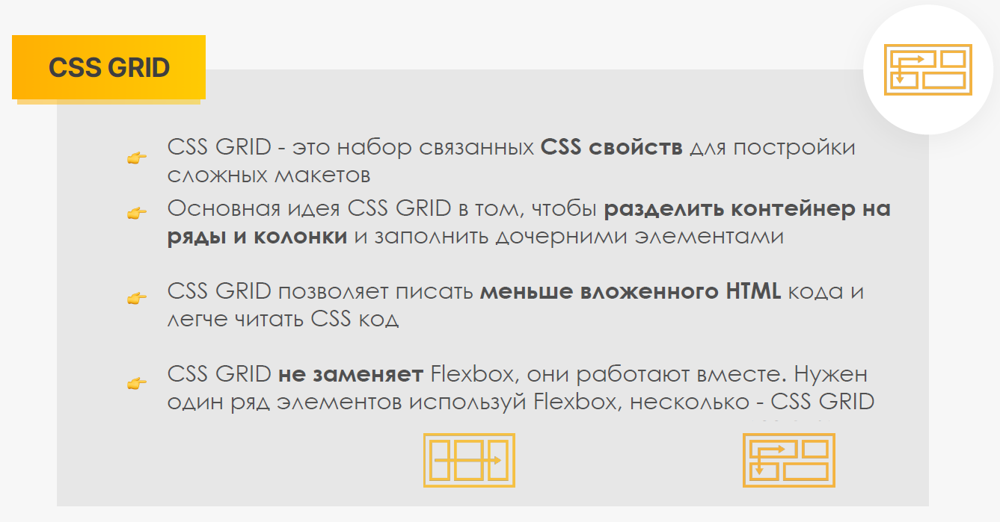 CSS GRID
CSS GRID - это набор связанных CSS свойств для постройки
сложных макетов
Основная идея CSS GRID в том, чтобы разделить контейнер на
ряды и колонки и заполнить дочерними элементами
CSS GRID позволяет писать меньше вложенного HTML кода и
легче читать CSS код
CSS GRID не заменяет Flexbox, они работают вместе. Нужен
один ряд элементов используй Flexbox, несколько - CSS GRID